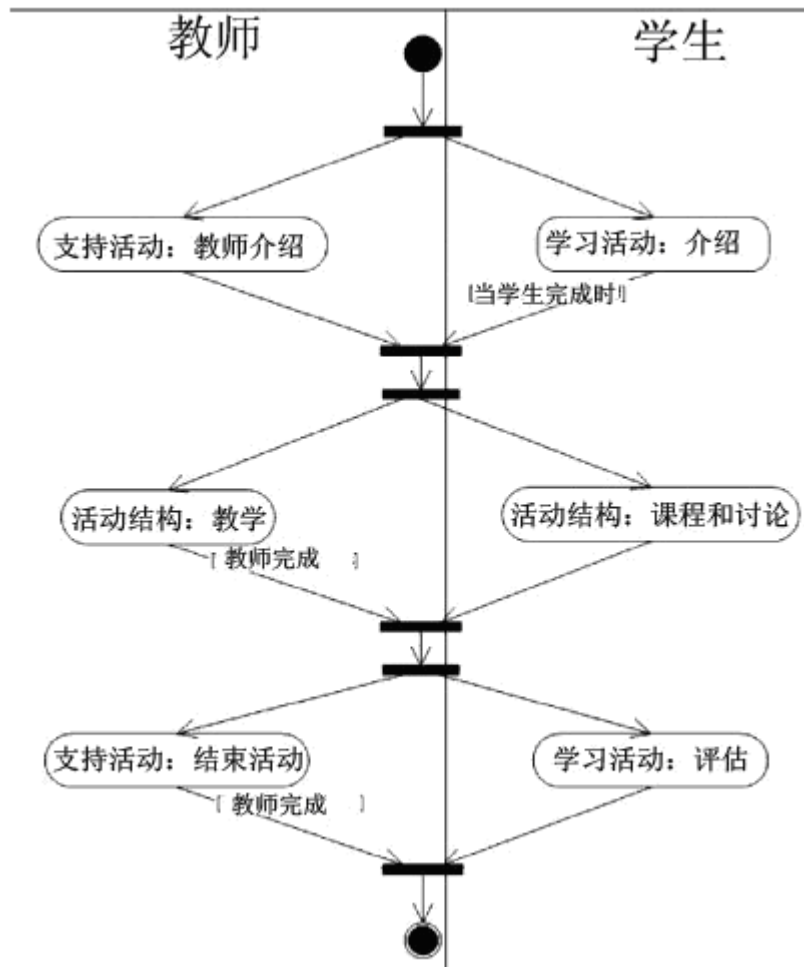 教师
学生
支持活动：教师介绍
学习活动：介绍
[当学生完成时]
活动结构：教学
活动结构：课程和讨论
[ 教师完成 ]
支持活动：结束活动
学习活动：评估
[ 教师完成 ]